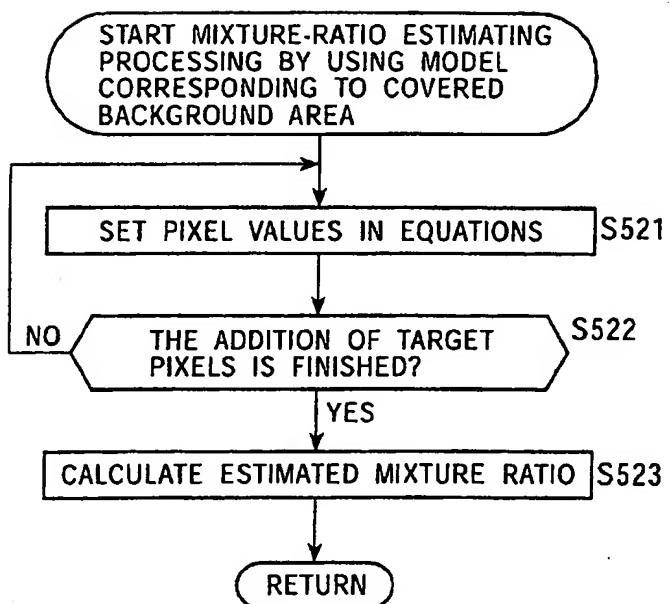 START MIXTURE-RATIO ESTIMATING
PROCESSING BY USING MODEL
CORRESPONDING TO COVERED
BACKGROUND AREA
SET PIXEL VALUES IN EQUATIONS
S521
NO
THE ADDITION OF TARGET
PIXELS IS FINISHED?
S522
YES
CALCULATE ESTIMATED MIXTURE RATIO
S523
RETURN